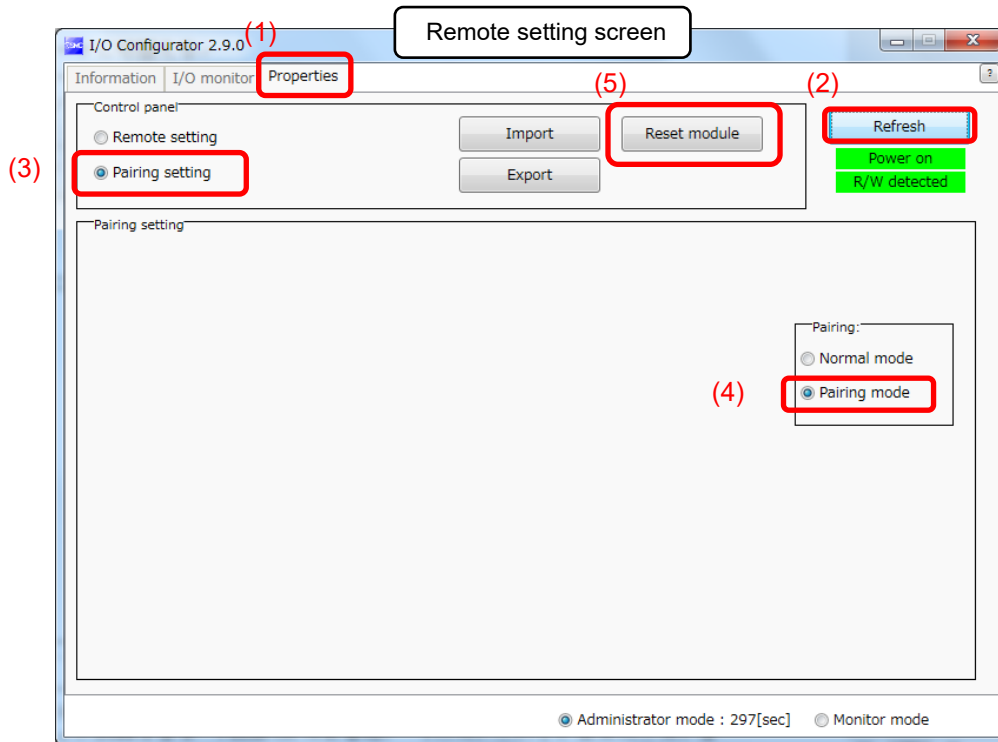 Remote setting screen
(1)
I/O Configurator 2.9.0
Information
I/O monitor
Properties
?
(5)
(2)
Control panel
Remote setting
Import
Reset module
Refresh
(3)
Pairing setting
Export
Power on
R/W detected
Pairing setting
Pairing:
Normal mode
(4)
Pairing mode
Administrator mode : 297[sec]
Monitor mode